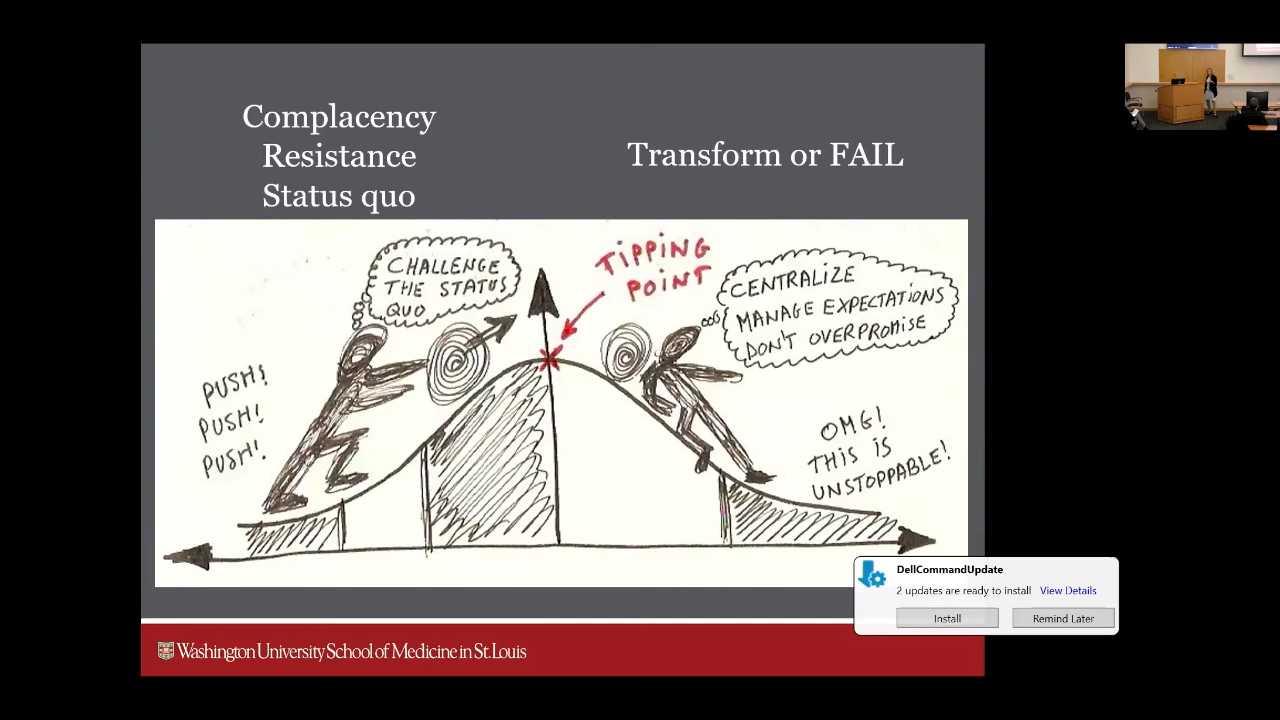 Complacency
Resistance
Status quo
Transform or FAIL
CHALLENGE
THE STATUS
QUO
TIPPING
POINT
CENTRALIZE
MANAGE EXPECTATIONS
DON'T OVERPROMISE
PUSH!
PUSH!
PUSH!
OMG!
THIS IS
UNSTOPPABLE!
DellCommandUpdate
2 updates are ready to install View Details
Install Remind Later
Washington University School of Medicine in St. Louis